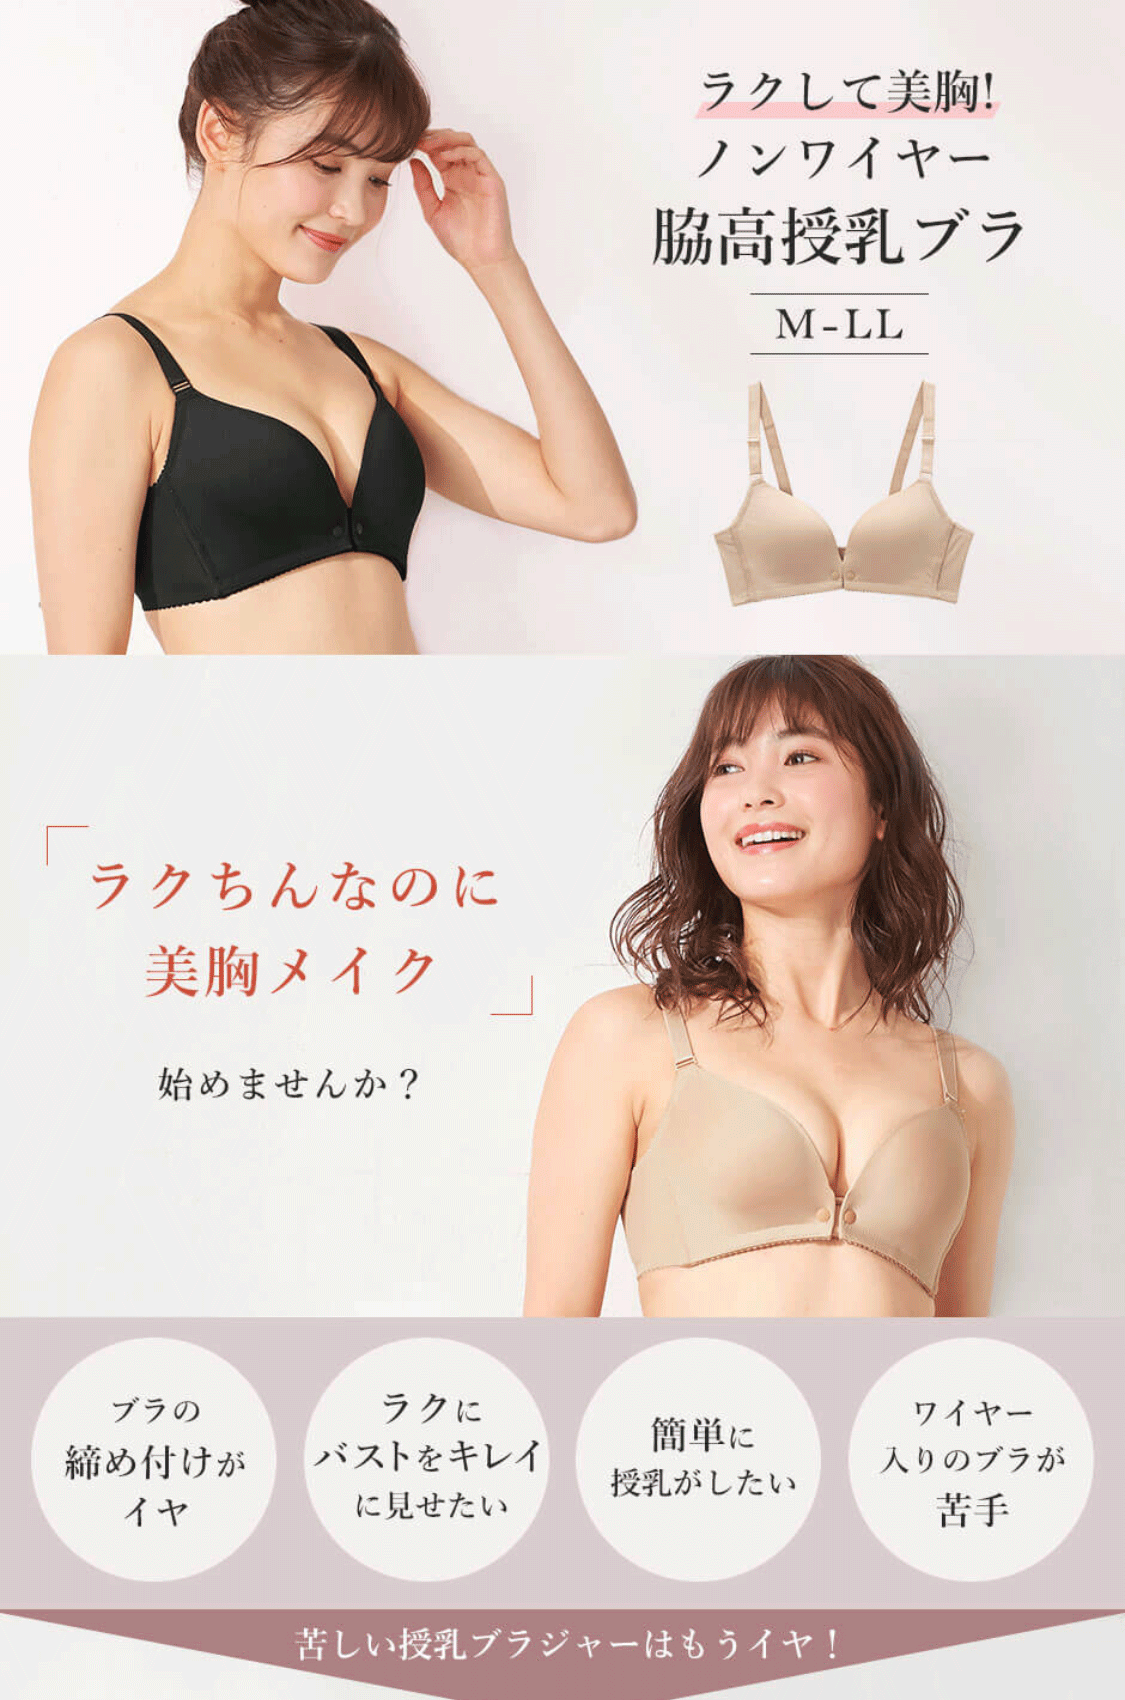 ラクして美胸!
ノンワイヤー
脇高授乳ブラ
M-LL
「ラクちんなのに
美胸メイク」
始めませんか？
ブラの
締め付けが
イヤ
ラクに
バストをキレイ
に見せたい
簡単に
授乳がしたい
ワイヤー
入りのブラが
苦手
苦しい授乳ブラジャーはもうイヤ！